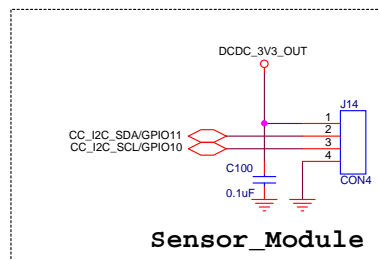 DCDC_3V3_OUT
J14
1
CC_I2C_SDA/GPIO11
2
CC_I2C_SCL/GPIO10
3
4
C100
CON4
0.1uF
Sensor_Module